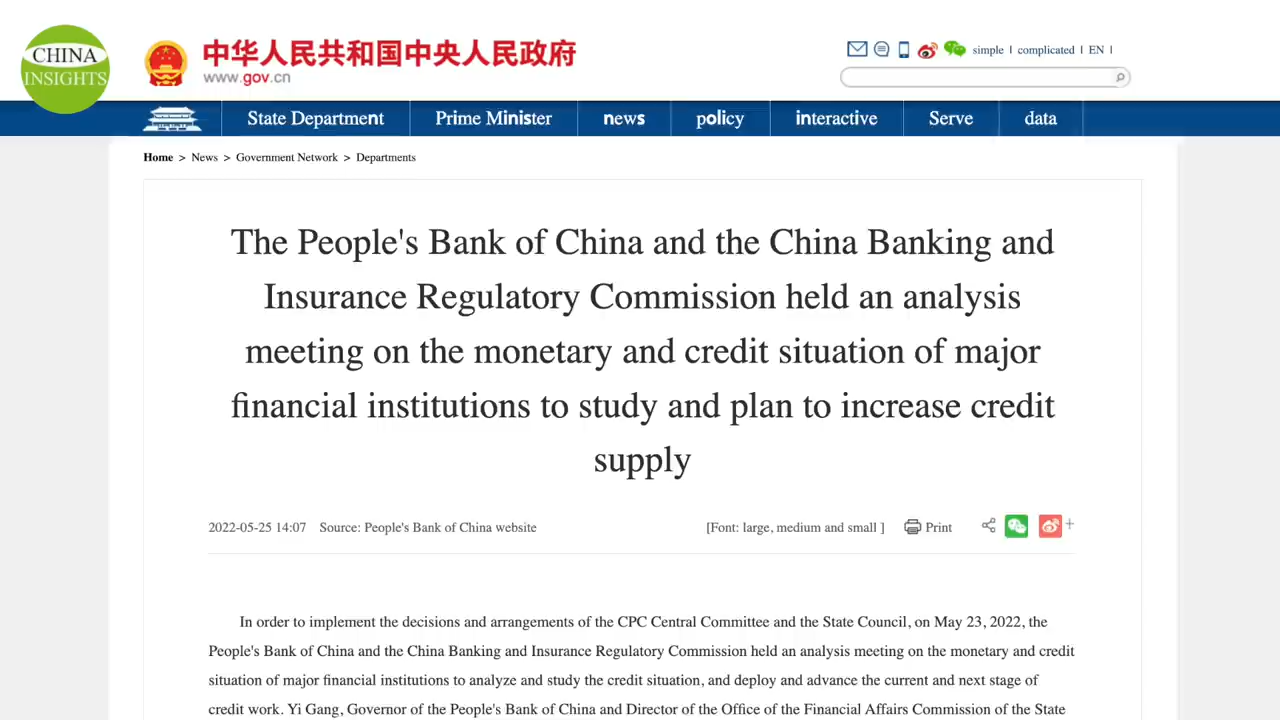 CHINA
INSIGHTS
中华人民共和国中央人民政府
www.gov.cn
simple | complicated | EN |
State Department
Prime Minister
news
policy
interactive
Serve
data
Home > News > Government Network > Departments
The People's Bank of China and the China Banking and
Insurance Regulatory Commission held an analysis
meeting on the monetary and credit situation of major
financial institutions to study and plan to increase credit
supply
2022-05-25 14:07 Source: People's Bank of China website
[Font: large, medium and small ] Print
In order to implement the decisions and arrangements of the CPC Central Committee and the State Council, on May 23, 2022, the
People's Bank of China and the China Banking and Insurance Regulatory Commission held an analysis meeting on the monetary and credit
situation of major financial institutions to analyze and study the credit situation, and deploy and advance the current and next stage of
credit work. Yi Gang, Governor of the People's Bank of China and Director of the Office of the Financial Affairs Commission of the State